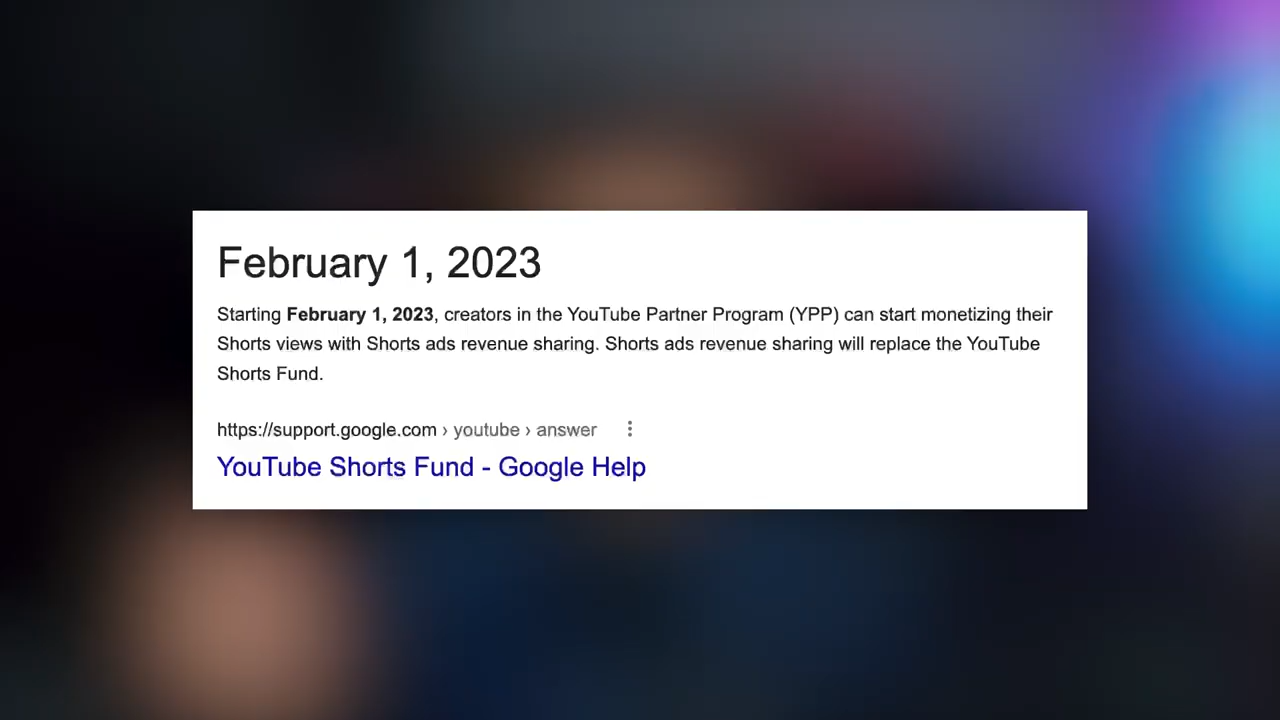 February 1, 2023
Starting February 1, 2023, creators in the YouTube Partner Program (YPP) can start monetizing their
Shorts views with Shorts ads revenue sharing. Shorts ads revenue sharing will replace the YouTube
Shorts Fund.
https://support.google.com › youtube › answer
YouTube Shorts Fund - Google Help